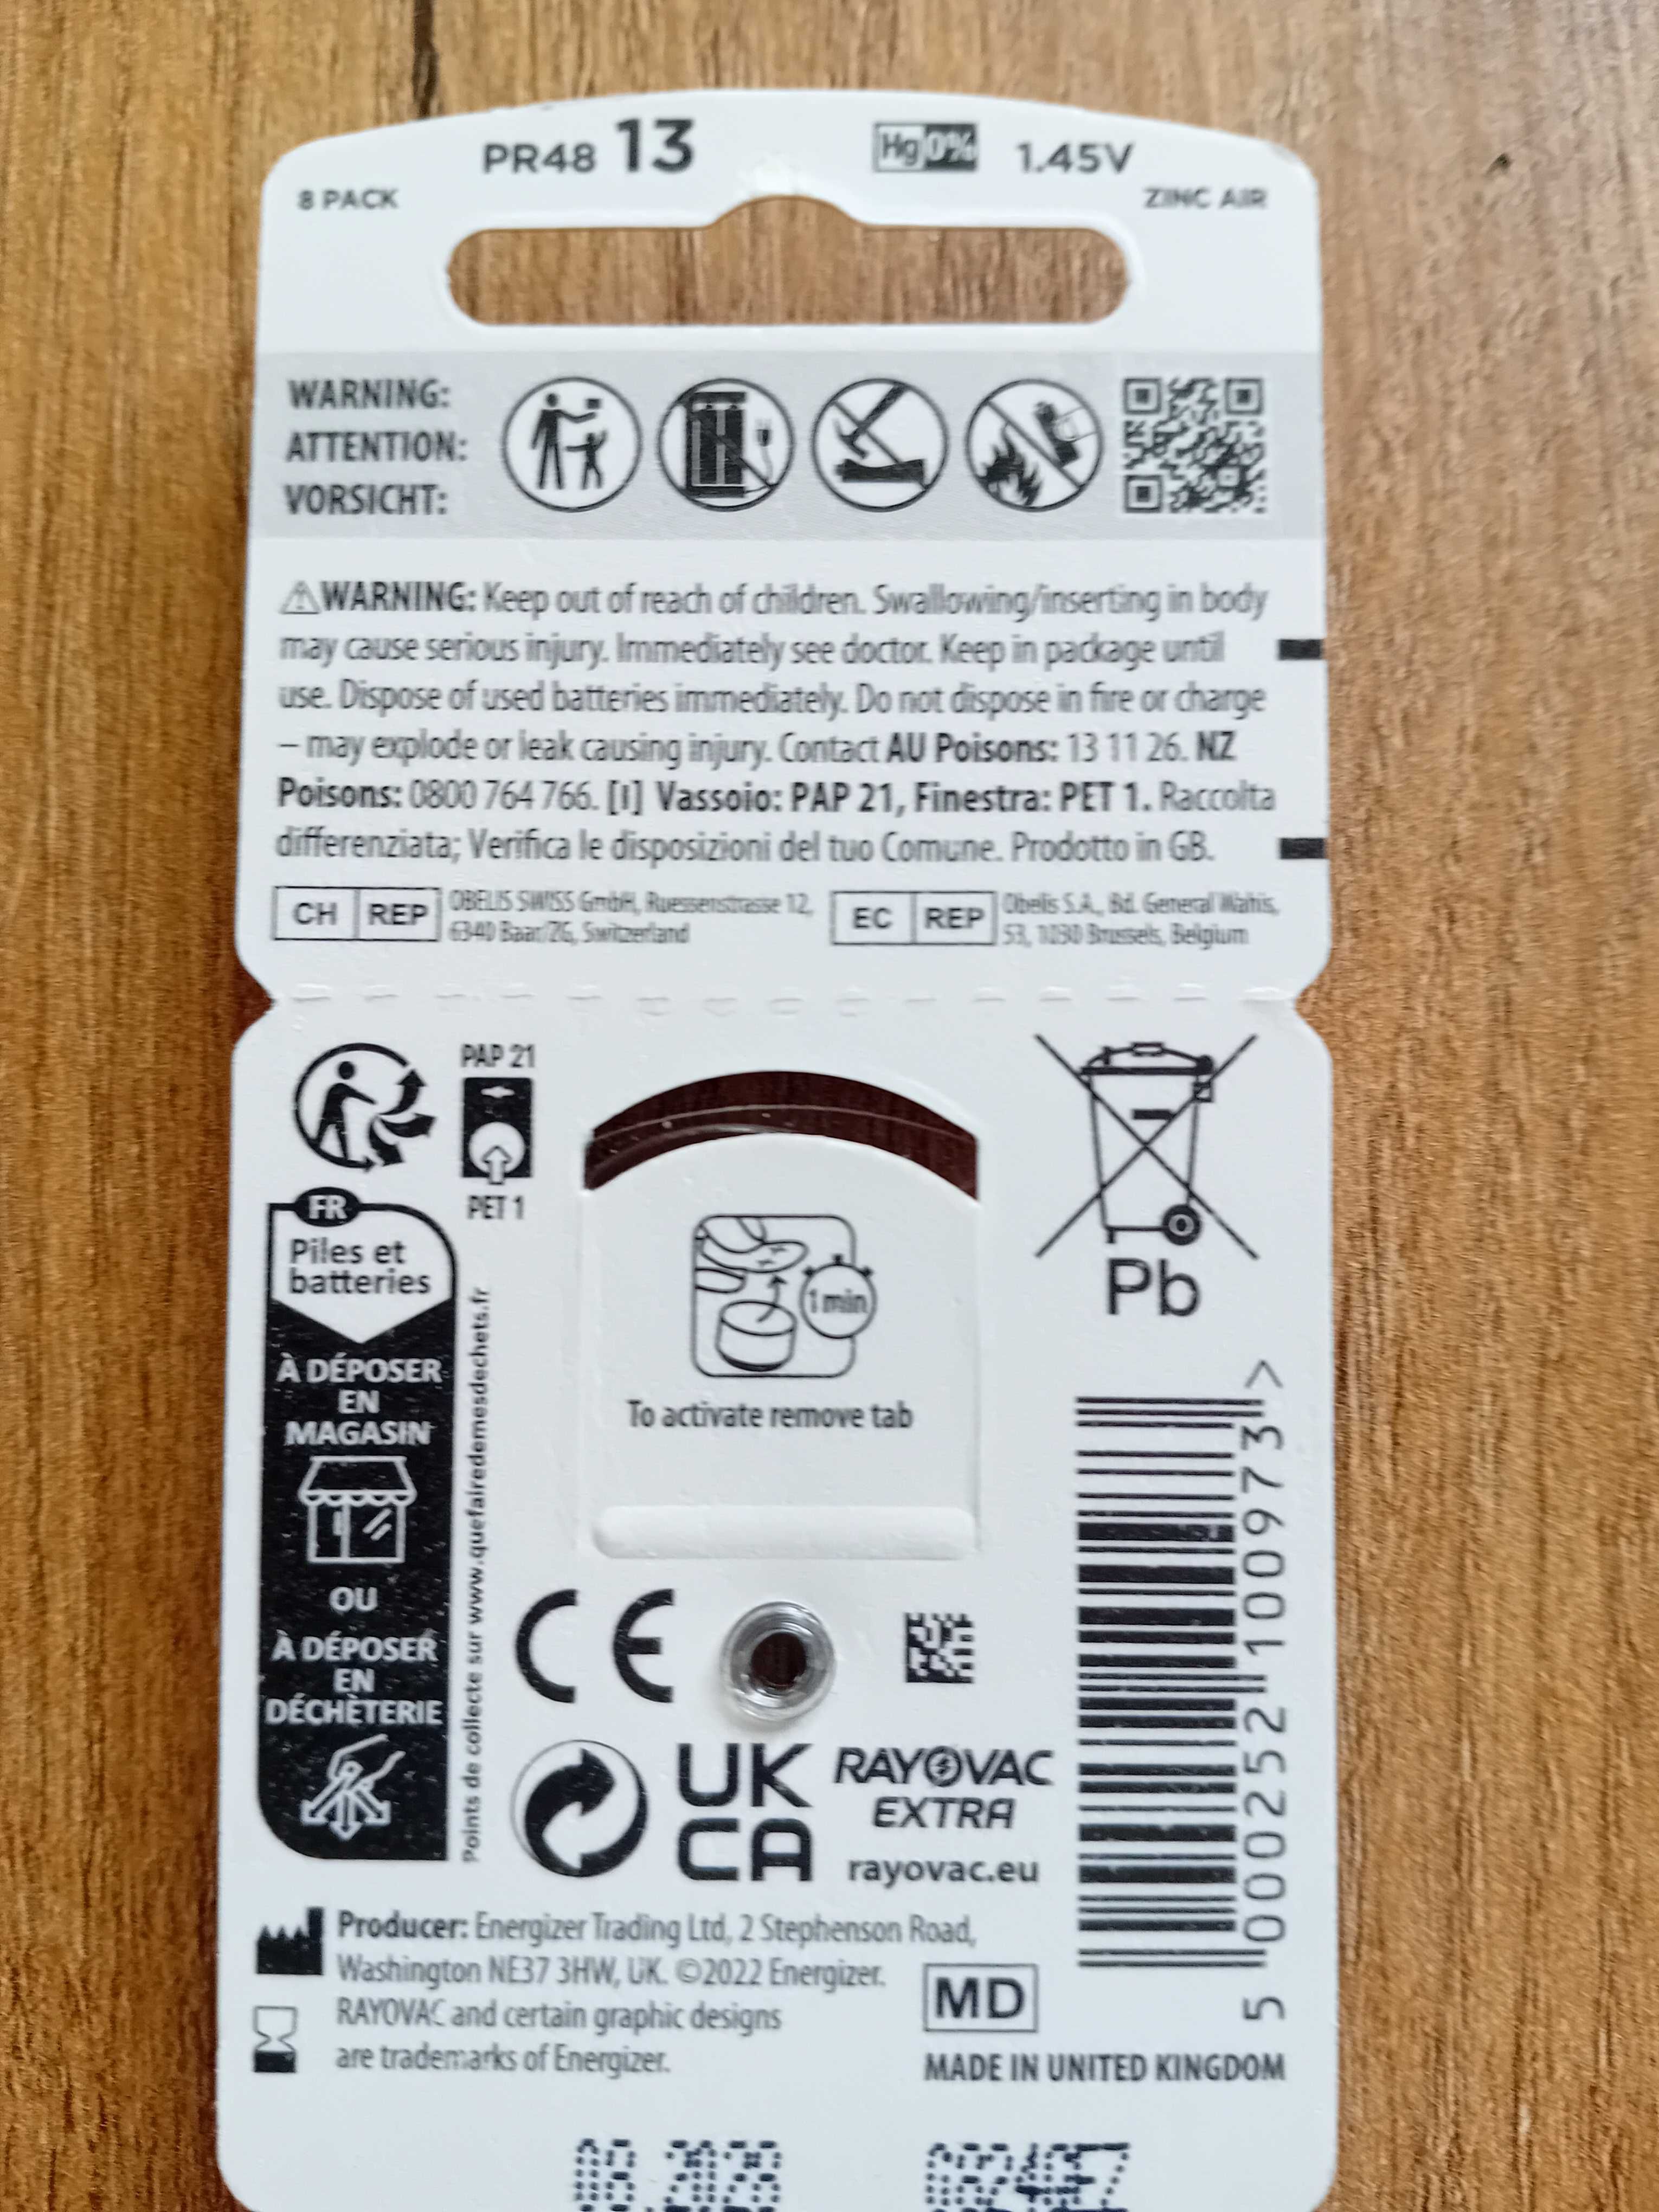 PR48 13 Hg 0% 1.45V
8 PACK ZINC AIR
WARNING:
ATTENTION:
VORSICHT:
⚠WARNING: Keep out of reach of children. Swallowing/inserting in body
may cause serious injury. Immediately see doctor. Keep in package until
use. Dispose of used batteries immediately. Do not dispose in fire or charge
– may explode or leak causing injury. Contact AU Poisons: 13 11 26. NZ
Poisons: 0800 764 766. [I] Vassoio: PAP 21, Finestra: PET 1. Raccolta
differenziata; Verifica le disposizioni del tuo Comune. Prodotto in GB.
CH REP
OBELIS SWISS GmbH, Ruessenstrasse 12,
6340 Baar/ZG, Switzerland
EC REP
Obelis S.A., Bd. General Wahis,
53, 1030 Brussels, Belgium
PAP 21
PET 1
FR
Piles et
batteries
À DÉPOSER
EN
MAGASIN
OU
À DÉPOSER
EN
DÉCHÈTERIE
Points de collecte sur www.quefairedemesdechets.fr
1 min
To activate remove tab
Pb
CE
UK
CA
RAYOVAC
EXTRA
rayovac.eu
5 000252 100973 >
Producer: Energizer Trading Ltd, 2 Stephenson Road,
Washington NE37 3HW, UK. ©2022 Energizer.
RAYOVAC and certain graphic designs
are trademarks of Energizer.
MD
MADE IN UNITED KINGDOM